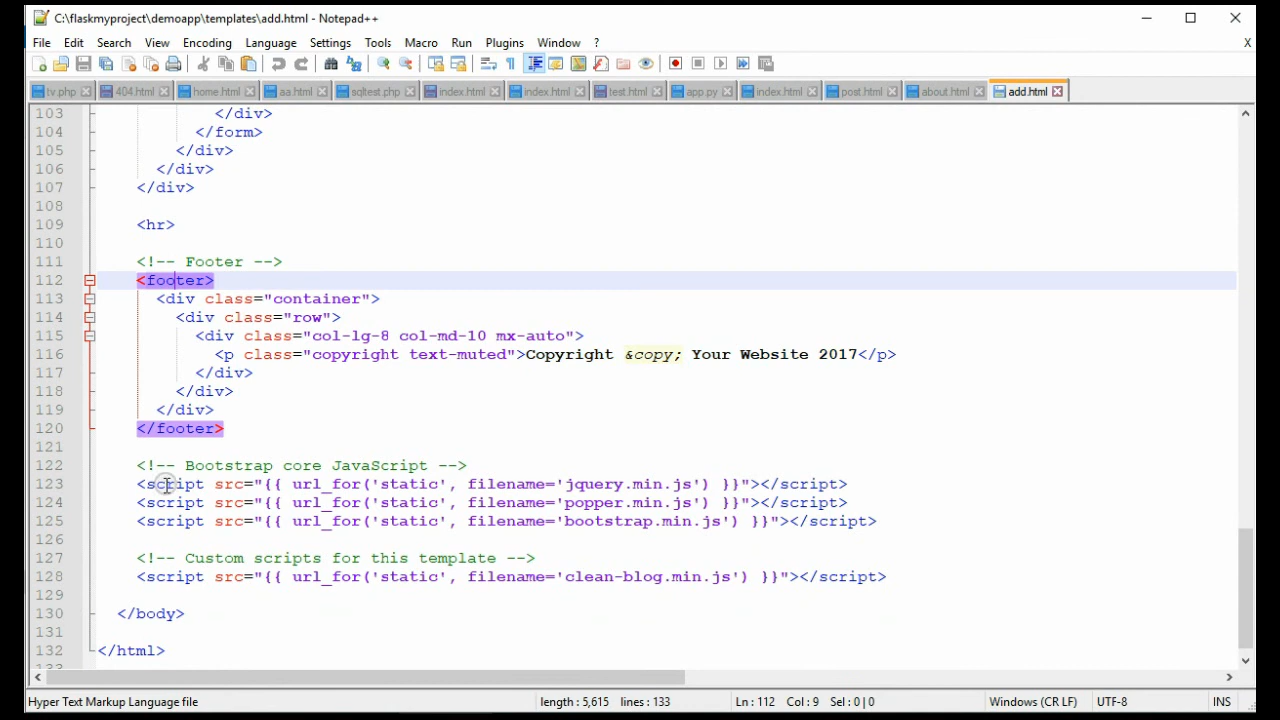 C:\flaskmyproject\demoapp\templates\add.html - Notepad++
File Edit Search View Encoding Language Settings Tools Macro Run Plugins Window ? X
tv.php 404.html home.html aa.html sqltest.php index.html index.html test.html app.py index.html post.html about.html add.html
103 </div>
104 </form>
105 </div>
106 </div>
107 </div>
108
109 <hr>
110
111 <!-- Footer -->
112 <footer>
113 <div class="container">
114 <div class="row">
115 <div class="col-lg-8 col-md-10 mx-auto">
116 <p class="copyright text-muted">Copyright &copy; Your Website 2017</p>
117 </div>
118 </div>
119 </div>
120 </footer>
121
122 <!-- Bootstrap core JavaScript -->
123 <script src="{{ url_for('static', filename='jquery.min.js') }}"></script>
124 <script src="{{ url_for('static', filename='popper.min.js') }}"></script>
125 <script src="{{ url_for('static', filename='bootstrap.min.js') }}"></script>
126
127 <!-- Custom scripts for this template -->
128 <script src="{{ url_for('static', filename='clean-blog.min.js') }}"></script>
129
130 </body>
131
132 </html>
133
Hyper Text Markup Language file length : 5,615 lines : 133 Ln : 112 Col : 9 Sel : 0 | 0 Windows (CR LF) UTF-8 INS